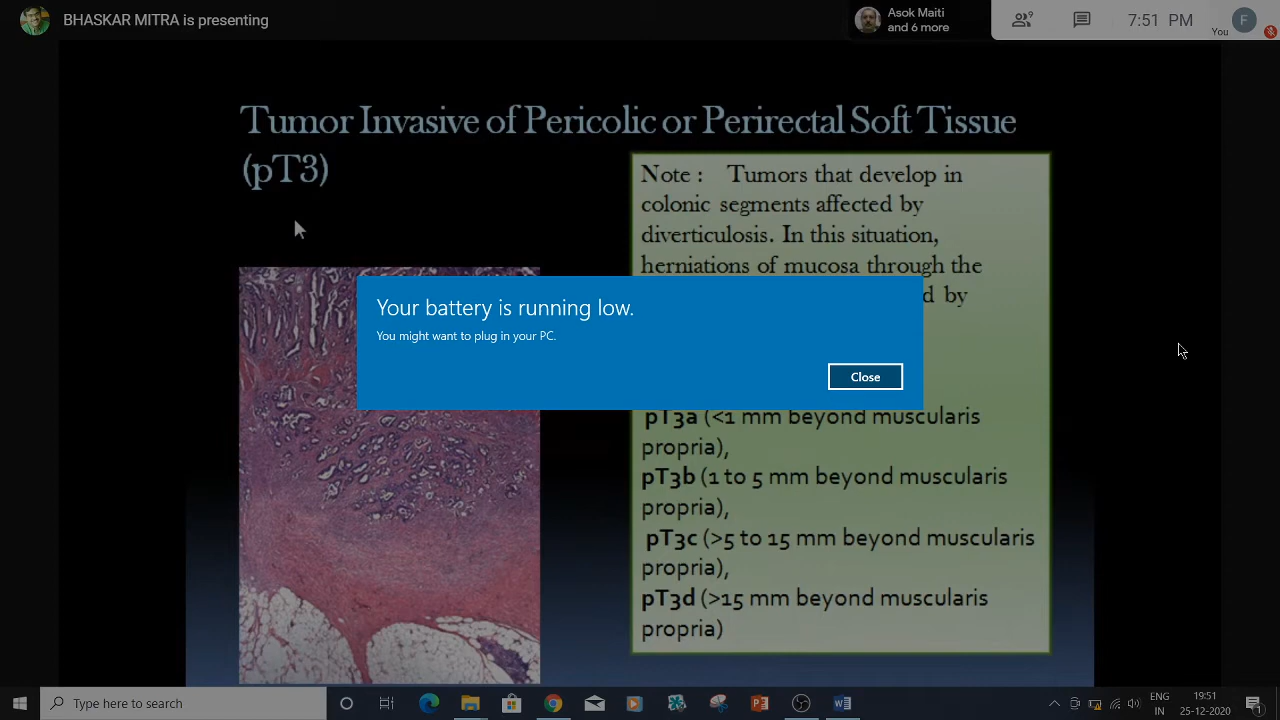 BHASKAR MITRA is presenting
Asok Maiti
and 6 more
9
7:51 PM
You
F
Tumor Invasive of Pericolic or Perirectal Soft Tissue
(pT3)
Note : Tumors that develop in
colonic segments affected by
diverticulosis. In this situation,
herniations of mucosa through the
d by
Your battery is running low.
You might want to plug in your PC.
Close
pT3a (<1 mm beyond muscularis
propria),
pT3b (1 to 5 mm beyond muscularis
propria),
pT3c (>5 to 15 mm beyond muscularis
propria),
pT3d (>15 mm beyond muscularis
propria)
Type here to search
ENG
IN
19:51
25-12-2020
1